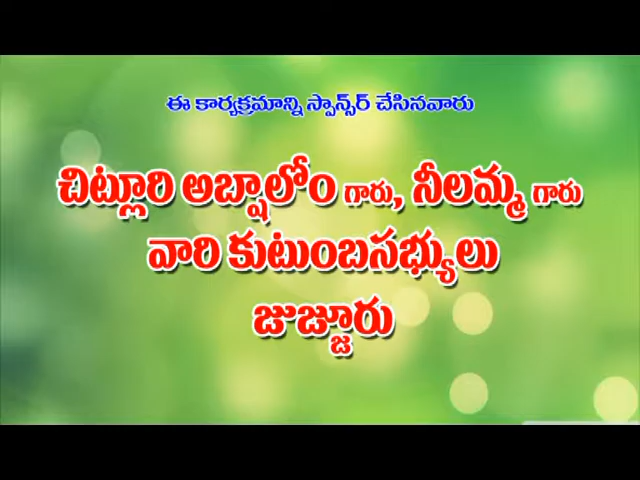 ఈ కార్యక్రమాన్ని స్పాన్సర్ చేసినవారు
చిట్లూరి అబ్షాలోం గారు, నీలమ్మ గారు
వారి కుటుంబసభ్యులు
జుజ్జూరు